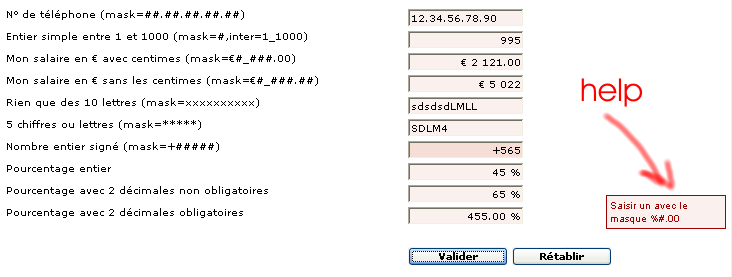 N° de téléphone (mask=##.##.##.##.##) 12.34.56.78.90
Entier simple entre 1 et 1000 (mask=#,inter=1_1000) 995
Mon salaire en € avec centimes (mask=€#_###.00) € 2 121.00
Mon salaire en € sans les centimes (mask=€#_###.##) € 5 022
Rien que des 10 lettres (mask=xxxxxxxxxx) sdsdsdLMLL
5 chiffres ou lettres (mask=*****) SDLM4
Nombre entier signé (mask=+#####) +565
Pourcentage entier 45 %
Pourcentage avec 2 décimales non obligatoires 65 %
Pourcentage avec 2 décimales obligatoires 455.00 %
help
Saisir un avec le
masque %#.00
Valider Rétablir